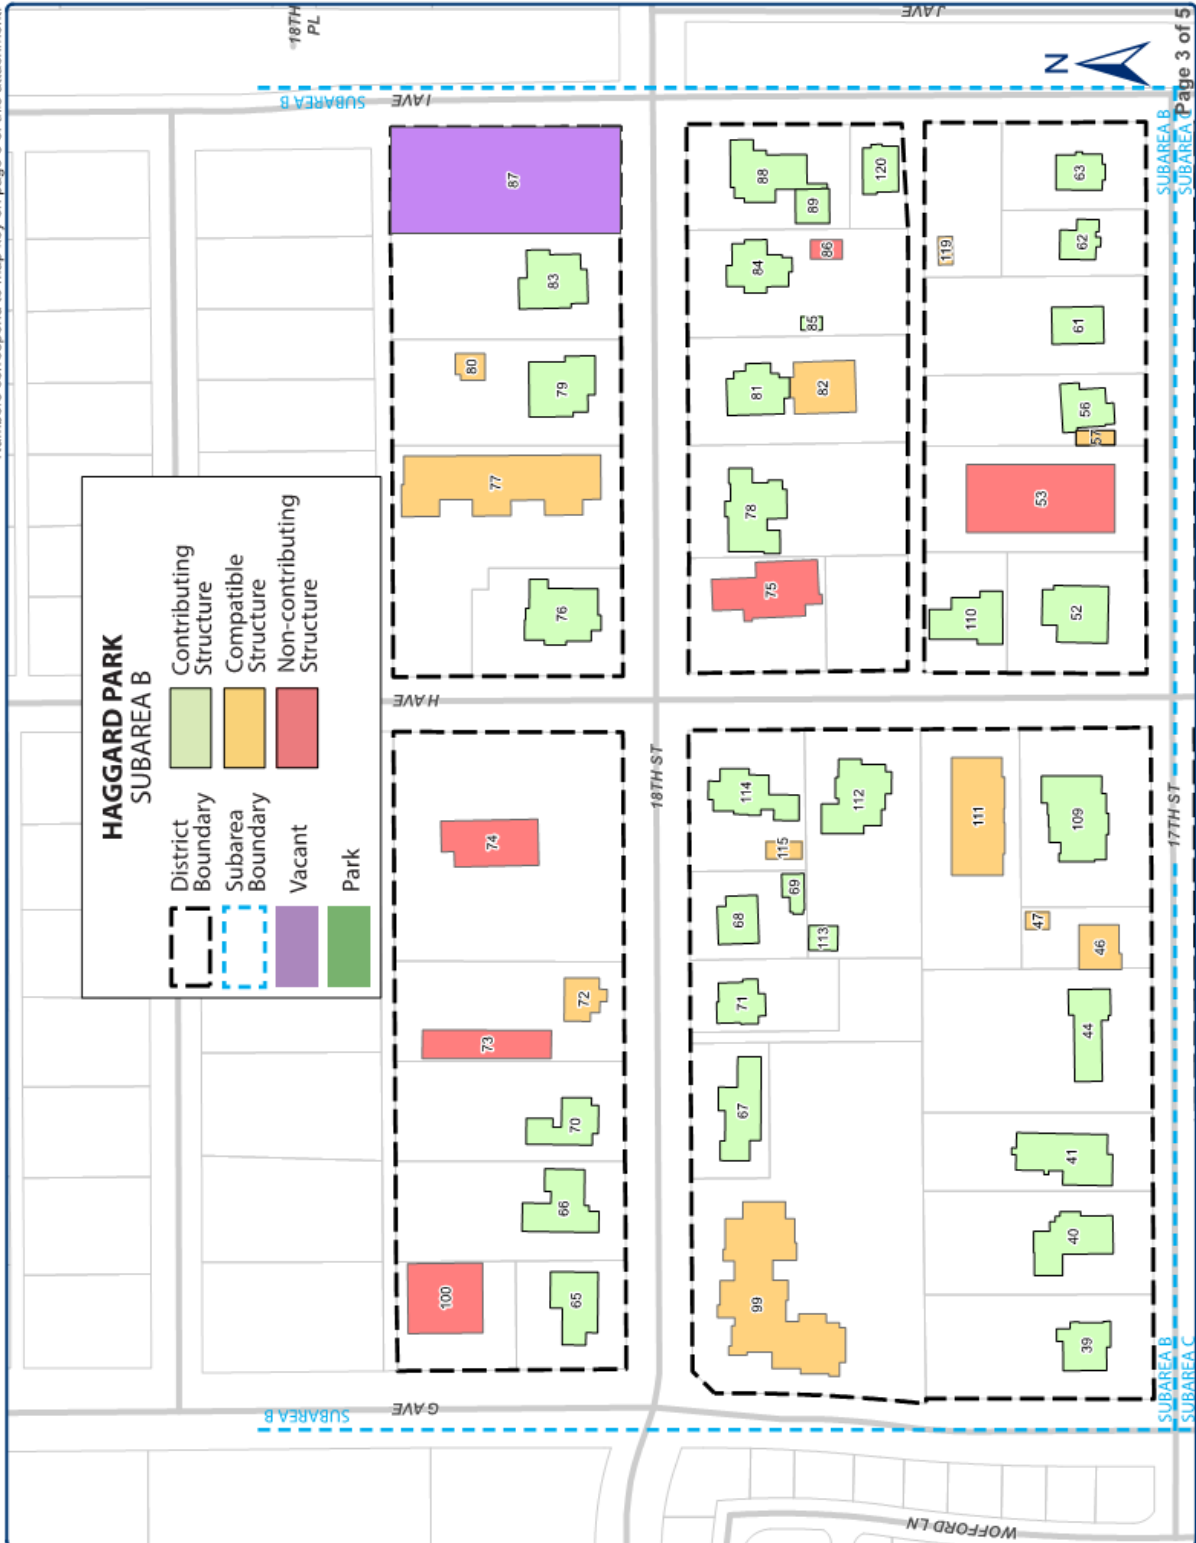 HAGGARD PARK
SUBAREA B
District
Boundary
Subarea
Boundary
Vacant
Park
Contributing
Structure
Compatible
Structure
Non-contributing
Structure
18TH
PL
J AVE
N
Page 3 of 5
SUBAREA B
I AVE
SUBAREA B
SUBAREA C
87
83
80
79
77
76
88
89
120
84
86
85
81
82
78
75
119
63
62
61
56
57
53
110
52
H AVE
18TH ST
17TH ST
74
72
73
70
66
100
65
114
115
112
68
69
113
71
67
99
111
109
47
46
44
41
40
39
SUBAREA B
G AVE
SUBAREA B
SUBAREA C
WOFFORD LN